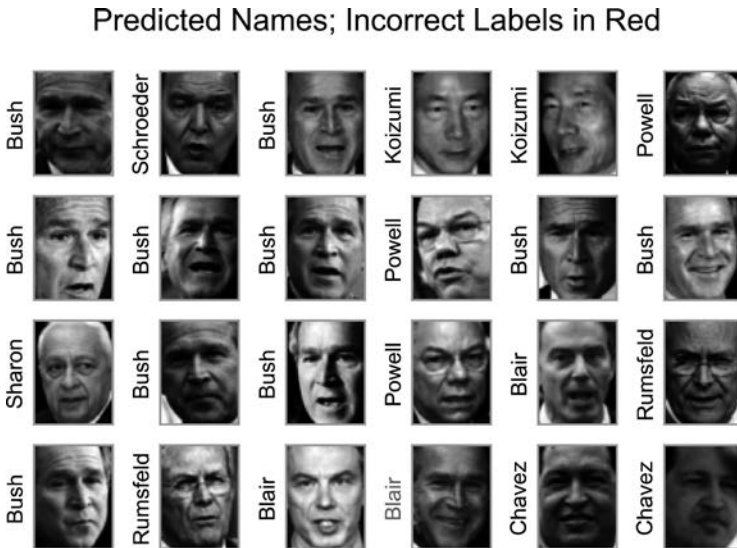 Predicted Names; Incorrect Labels in Red
Bush
Schroeder
Bush
Koizumi
Koizumi
Powell
Bush
Bush
Bush
Powell
Bush
Bush
Sharon
Bush
Bush
Powell
Blair
Rumsfeld
Bush
Rumsfeld
Blair
Blair
Chavez
Chavez